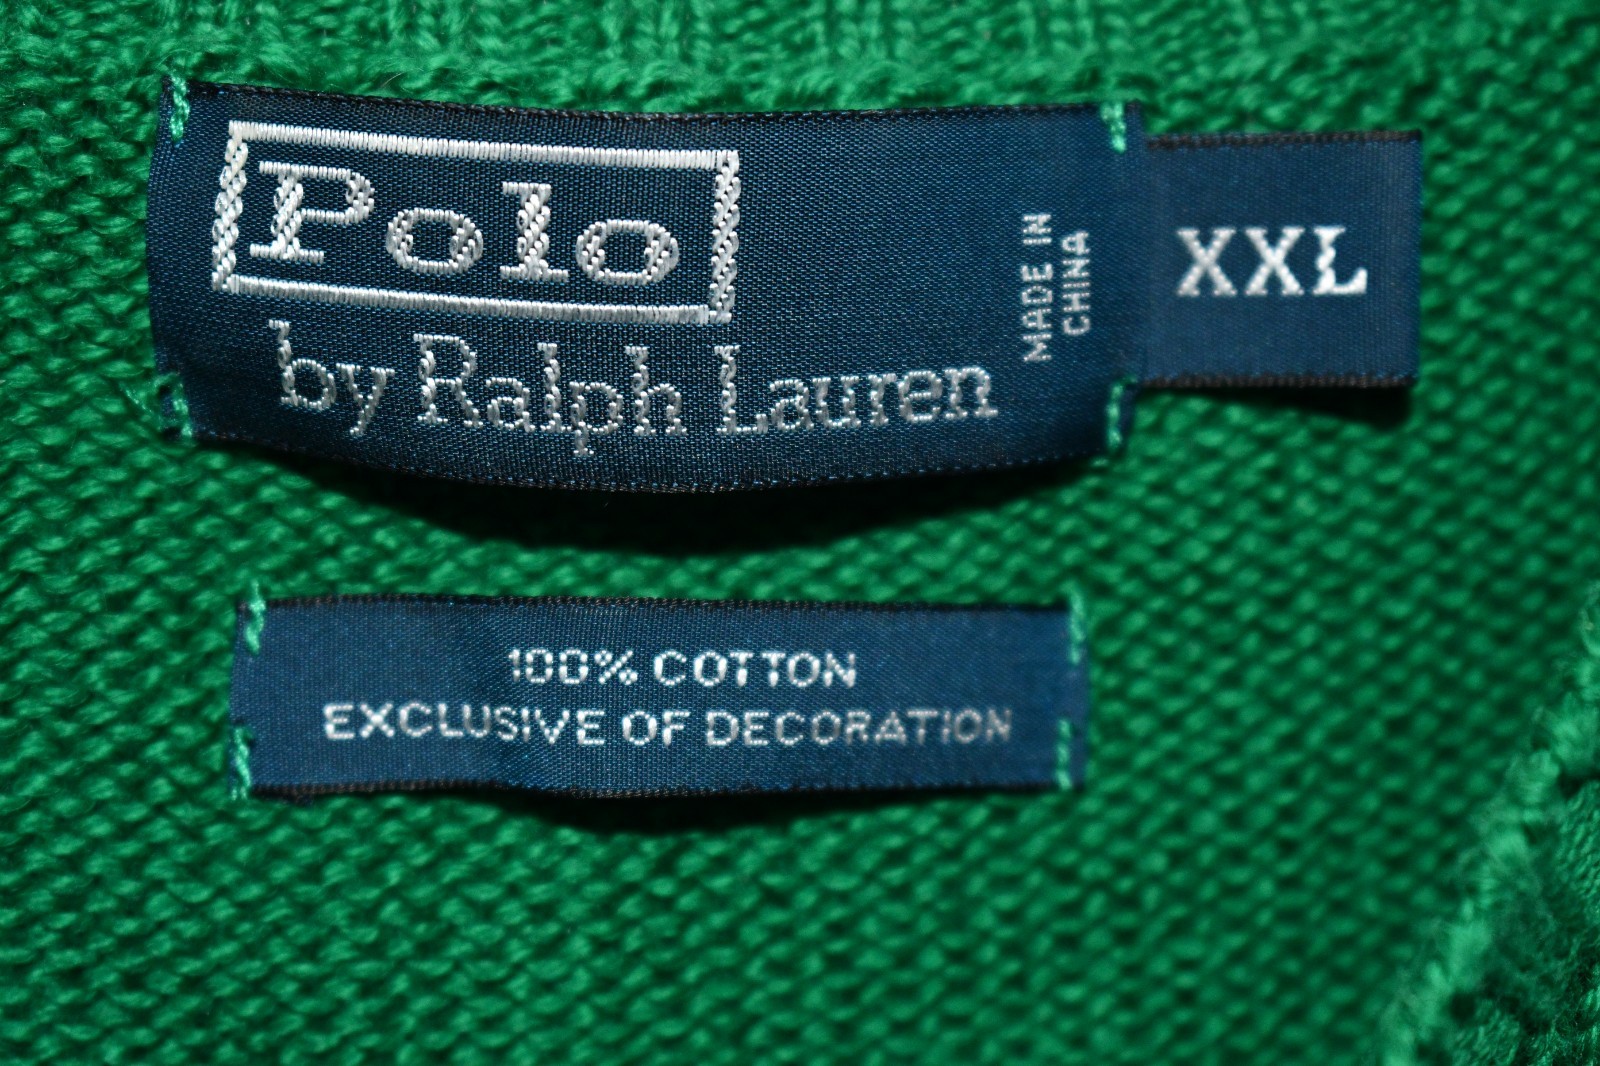 Polo
by Ralph Lauren
MADE IN
CHINA
XXL
100% COTTON
EXCLUSIVE OF DECORATION